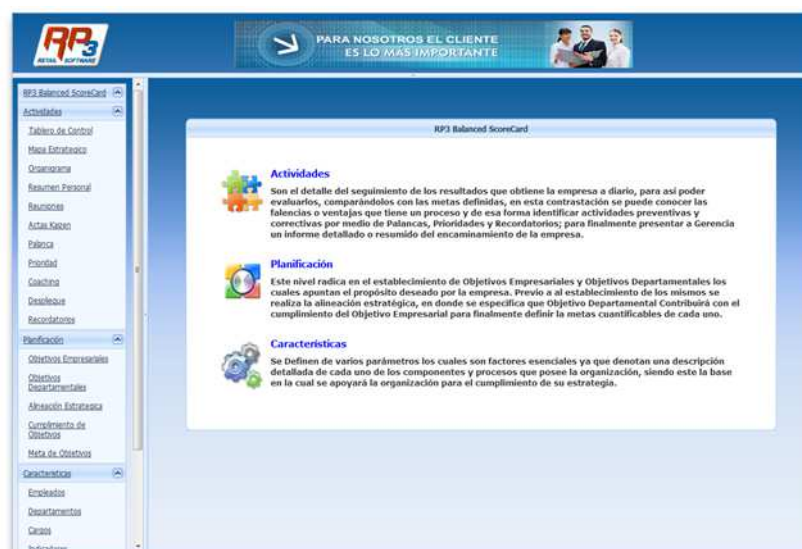 RP3
RETAIL SOFTWARE
PARA NOSOTROS EL CLIENTE
ES LO MÁS IMPORTANTE
RP3 Balanced ScoreCard
Actividades
Tablero de Control
Mapa Estrategico
Organigrama
Resumen Personal
Reuniones
Actas Kaizen
Palanca
Prioridad
Coaching
Despliegue
Recordatorios
Planificación
Objetivos Empresariales
Objetivos
Departamentales
Alineación Estrategica
Cumplimiento de
Objetivos
Meta de Objetivos
Características
Empleados
Departamentos
Cargos
Indicadores
RP3 Balanced ScoreCard
Actividades
Son el detalle del seguimiento de los resultados que obtiene la empresa a diario, para así poder
evaluarlos, comparándolos con las metas definidas, en esta contrastación se puede conocer las
falencias o ventajas que tiene un proceso y de esa forma identificar actividades preventivas y
correctivas por medio de Palancas, Prioridades y Recordatorios; para finalmente presentar a Gerencia
un informe detallado o resumido del encaminamiento de la empresa.
Planificación
Este nivel radica en el establecimiento de Objetivos Empresariales y Objetivos Departamentales los
cuales apuntan el propósito deseado por la empresa. Previo a al establecimiento de los mismos se
realiza la alineación estratégica, en donde se especifica que Objetivo Departamental Contribuirá con el
cumplimiento del Objetivo Empresarial para finalmente definir la metas cuantificables de cada uno.
Características
Se Definen de varios parámetros los cuales son factores esenciales ya que denotan una descripción
detallada de cada uno de los componentes y procesos que posee la organización, siendo este la base
en la cual se apoyará la organización para el cumplimiento de su estrategia.